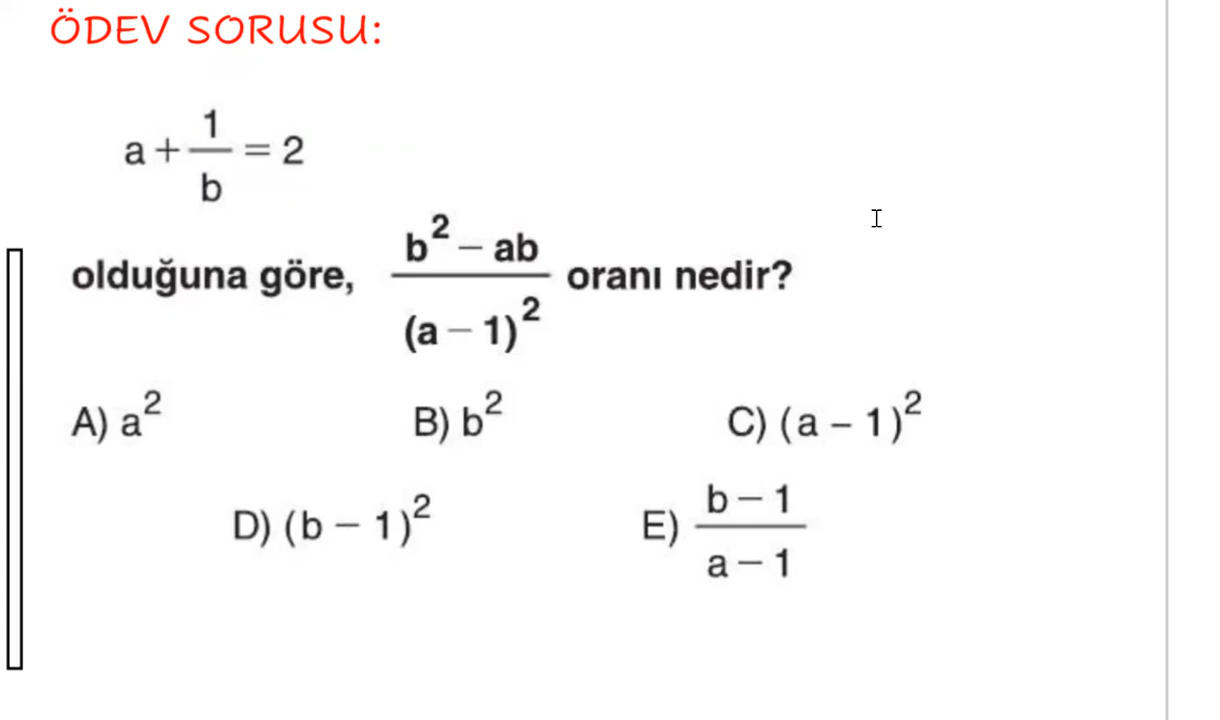 ÖDEV SORUSU:
a + 1/b = 2
olduğuna göre, (b² – ab)/(a – 1)² oranı nedir?
A) a² B) b² C) (a – 1)²
D) (b – 1)² E) (b – 1)/(a – 1)